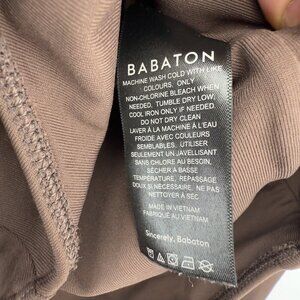 BABATON
MACHINE WASH COLD WITH LIKE
COLOURS, ONLY
NON-CHLORINE BLEACH WHEN
NEEDED, TUMBLE DRY LOW,
COOL IRON ONLY IF NEEDED.
DO NOT DRY CLEAN
LAVER À LA MACHINE À L'EAU
FROIDE AVEC COULEURS
SEMBLABLES, UTILISER
SEULEMENT UN JAVELLISANT
SANS CHLORE AU BESOIN,
SÉCHER À BASSE
TEMPÉRATURE, REPASSAGE
TIÈDE SI NÉCESSAIRE. NE PAS
NETTOYER À SEC
MADE IN VIETNAM
FABRIQUÉ AU VIETNAM
Sincerely, Babaton